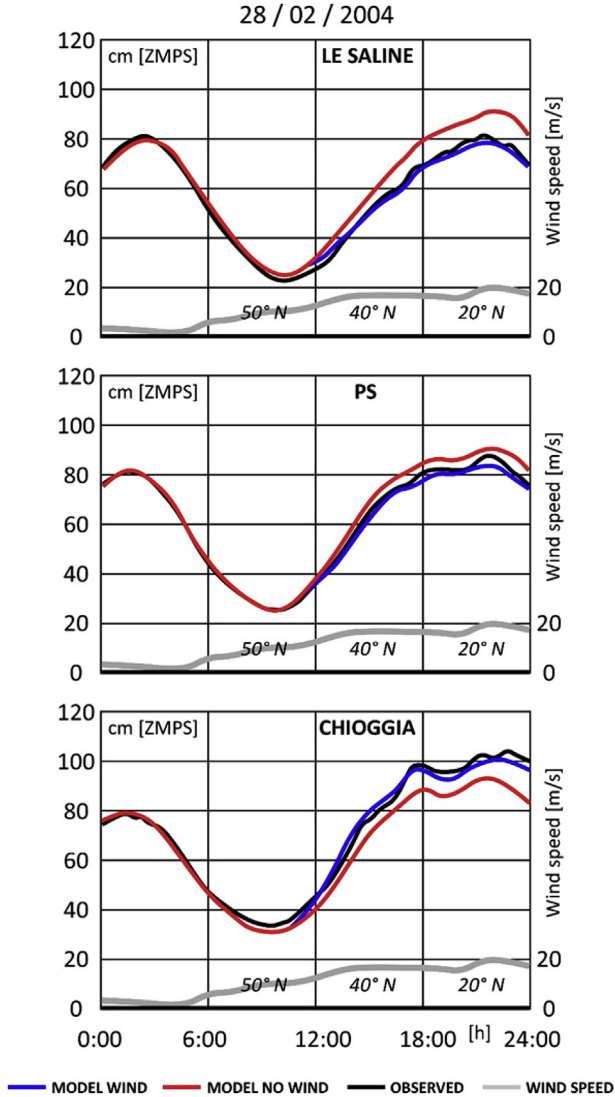 28 / 02 / 2004
120
cm [ZMPS]
LE SALINE
100
80
60
40
20
20
50° N
40° N
20° N
0
0
Wind speed [m/s]
120
cm [ZMPS]
PS
100
80
60
40
20
20
50° N
40° N
20° N
0
0
Wind speed [m/s]
120
cm [ZMPS]
CHIOGGIA
100
80
60
40
20
20
50° N
40° N
20° N
0
0
Wind speed [m/s]
0:00 6:00 12:00 18:00 [h] 24:00
MODEL WIND MODEL NO WIND OBSERVED WIND SPEED